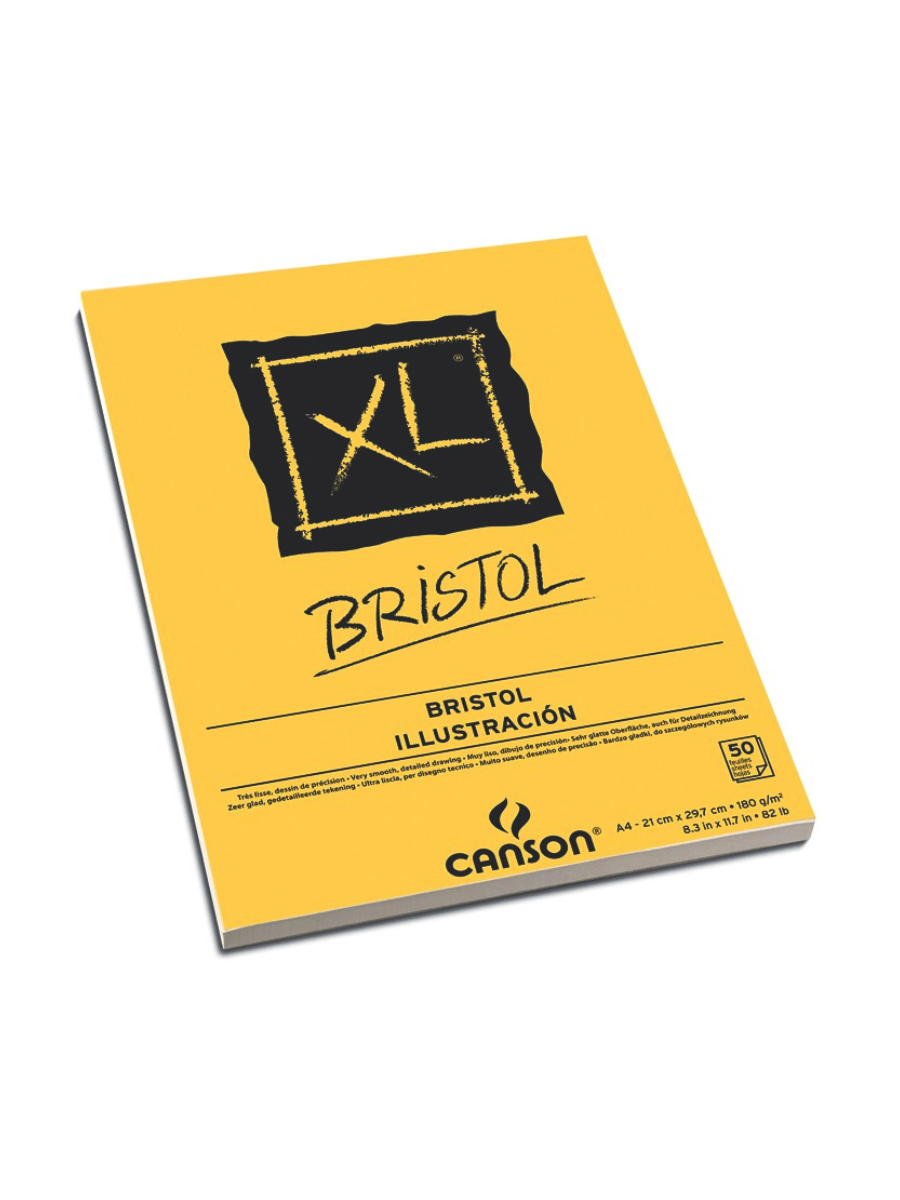 XL®
BRiSTOL
BRISTOL
ILLUSTRACIÓN
Très lisse, dessin de précision • Very smooth, detailed drawing • Muy liso, dibujo de precisión• Sehr glatte Oberfläche, auch für Detailzeichnung
Zeer glad, gedetailleerde tekening • Ultra liscia, per disegno tecnico • Muito suave, desenho de precisão • Bardzo gładki, do szczegółowych rysunków
50
feuilles
sheets
hojas
CANSON®
A4 - 21 cm x 29,7 cm • 180 g/m²
8.3 in x 11.7 in • 82 lb